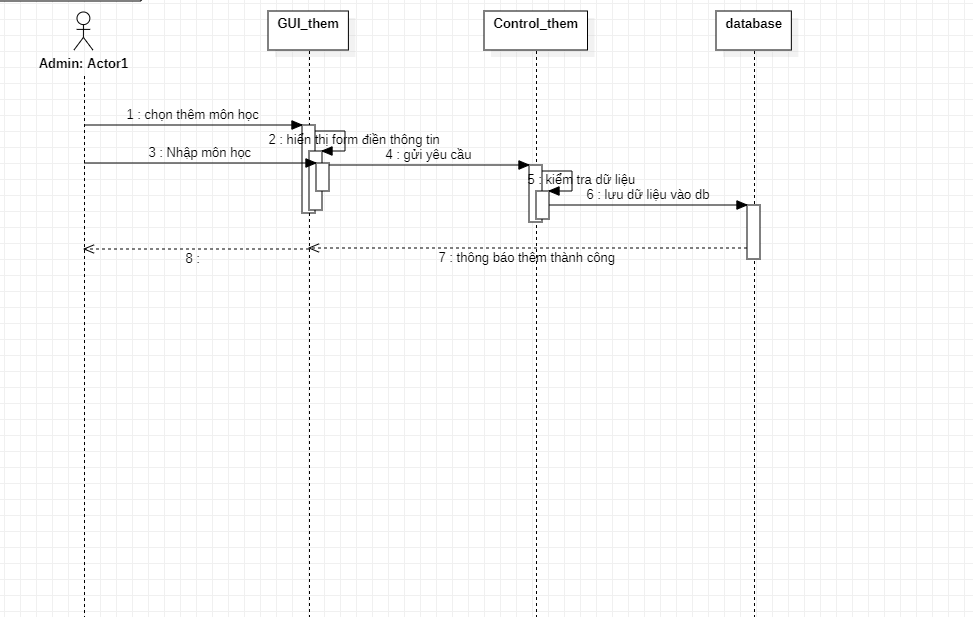 GUI_them
Control_them
database
Admin: Actor1
1 : chọn thêm môn học
2 : hiển thị form điền thông tin
3 : Nhập môn học
4 : gửi yêu cầu
5 : kiểm tra dữ liệu
6 : lưu dữ liệu vào db
7 : thông báo thêm thành công
8 :